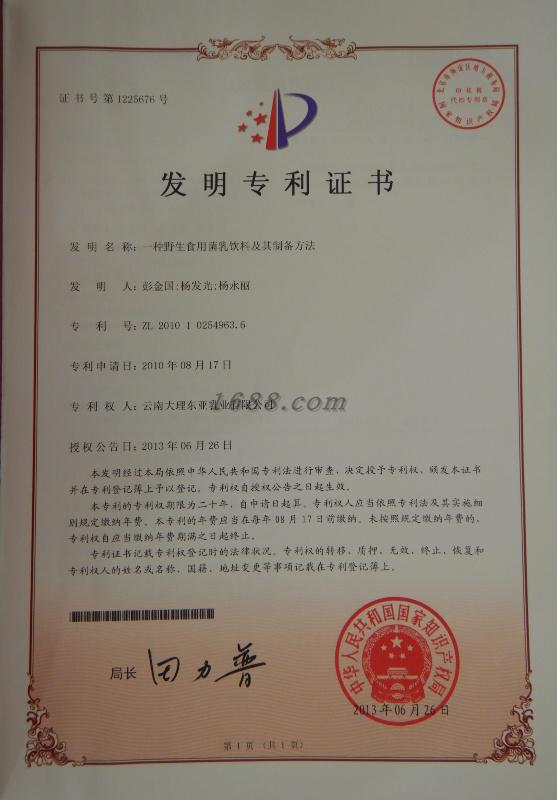 证书号第1225676号
印花税
代扣专用章
国家知识产权局
发明专利证书
发明名称：一种野生食用菌乳饮料及其制备方法
发明人：彭金国;杨发光;杨永丽
专利号：ZL 2010 1 0254963.6
专利申请日：2010年08月17日
专利权人：云南大理东亚乳业有限公司
1688.com
授权公告日：2013年06月26日
本发明经过本局依照中华人民共和国专利法进行审查，决定授予专利权，颁发本证书
并在专利登记簿上予以登记。专利权自授权公告之日起生效。
本专利的专利权期限为二十年，自申请日起算。专利权人应当依照专利法及其实施细
则规定缴纳年费。本专利的年费应当在每年08月17日前缴纳。未按照规定缴纳年费的，
专利权自应当缴纳年费期满之日起终止。
专利证书记载专利权登记时的法律状况。专利权的转移、质押、无效、终止、恢复和
专利权人的姓名或名称、国籍、地址变更等事项记载在专利登记簿上。
局长 田力普
中华人民共和国国家知识产权局
2013年06月26日
第1页（共1页）